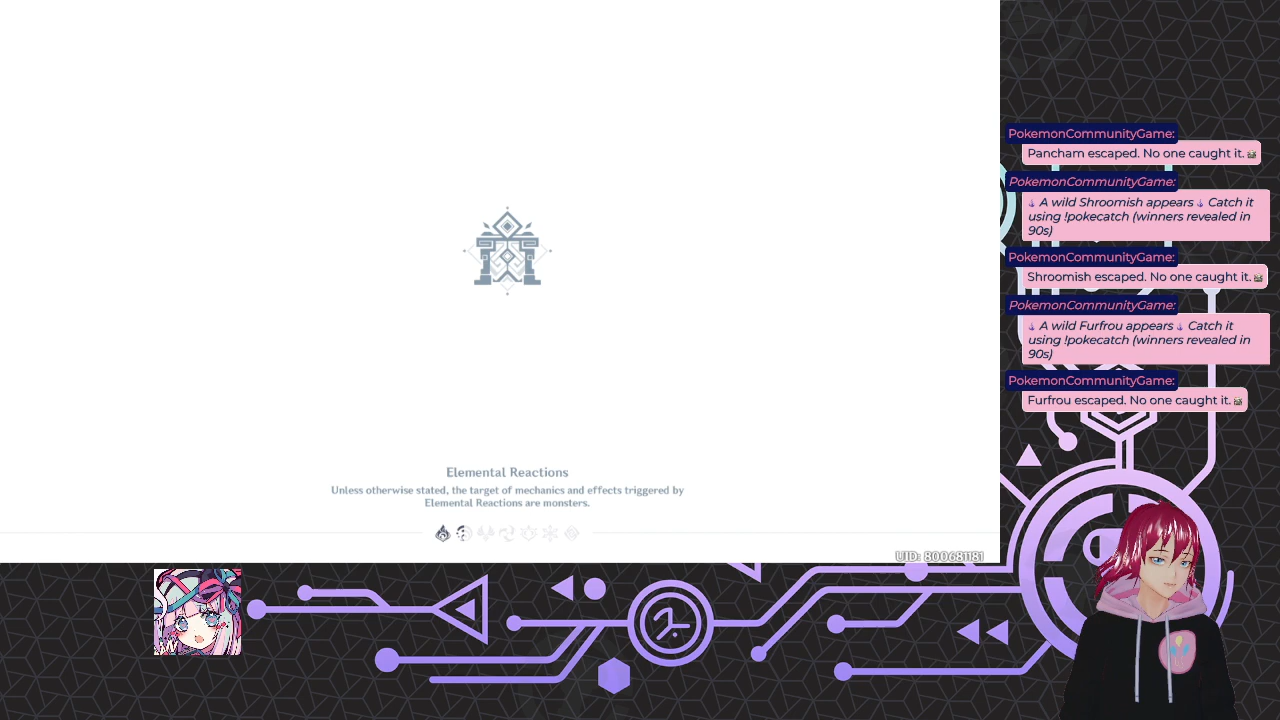 Elemental Reactions
Unless otherwise stated, the target of mechanics and effects triggered by
Elemental Reactions are monsters.
UID: 800681181
PokemonCommunityGame:
Pancham escaped. No one caught it.
PokemonCommunityGame:
A wild Shroomish appears Catch it
using !pokecatch (winners revealed in
90s)
PokemonCommunityGame:
Shroomish escaped. No one caught it.
PokemonCommunityGame:
A wild Furfrou appears Catch it
using !pokecatch (winners revealed in
90s)
PokemonCommunityGame:
Furfrou escaped. No one caught it.